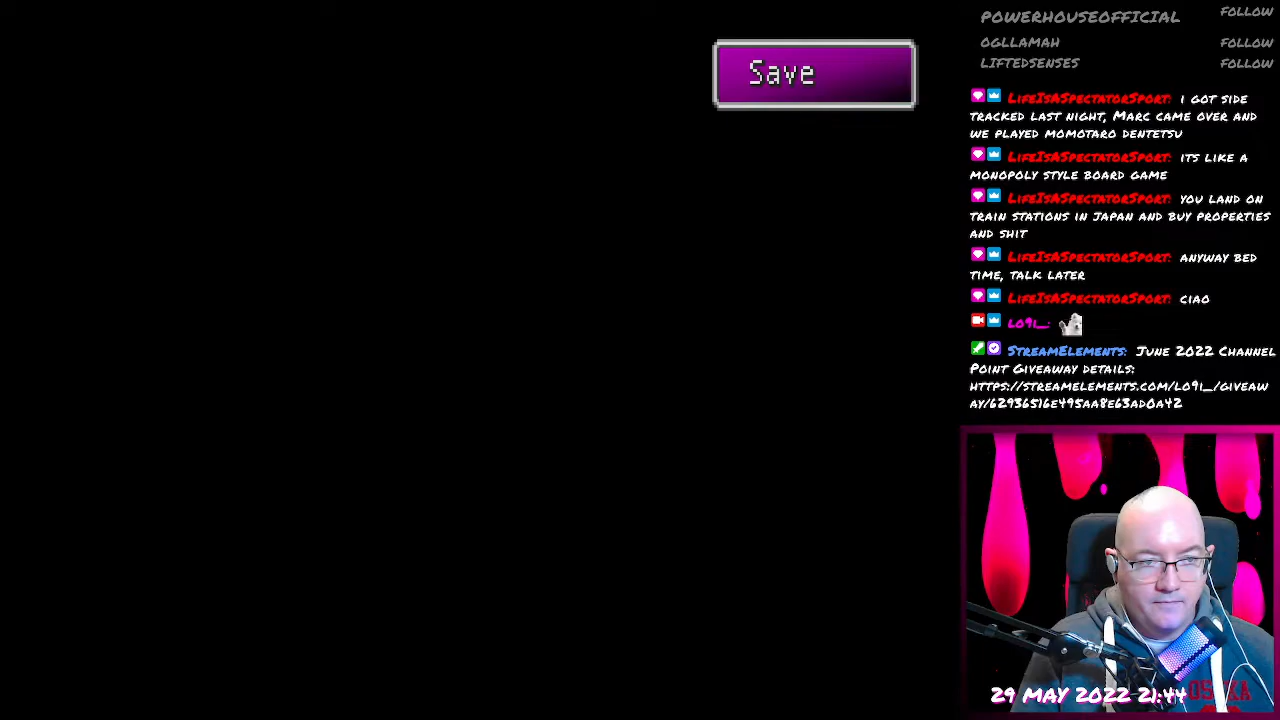 Save
POWERHOUSEOFFICIAL FOLLOW
OGLLAMAH FOLLOW
LIFTEDSENSES FOLLOW
LifeIsASpectatorSport: I GOT SIDE
TRACKED LAST NIGHT, MARC CAME OVER AND
WE PLAYED MOMOTARO DENTETSU
LifeIsASpectatorSport: ITS LIKE A
MONOPOLY STYLE BOARD GAME
LifeIsASpectatorSport: YOU LAND ON
TRAIN STATIONS IN JAPAN AND BUY PROPERTIES
AND SHIT
LifeIsASpectatorSport: ANYWAY BED
TIME, TALK LATER
LifeIsASpectatorSport: CIAO
LO9I_:
StreamElements: June 2022 Channel
Point Giveaway details:
https://streamelements.com/lo9i_/giveaw
ay/62936516e495aa8e63ad0a42
29 MAY 2022 21:44